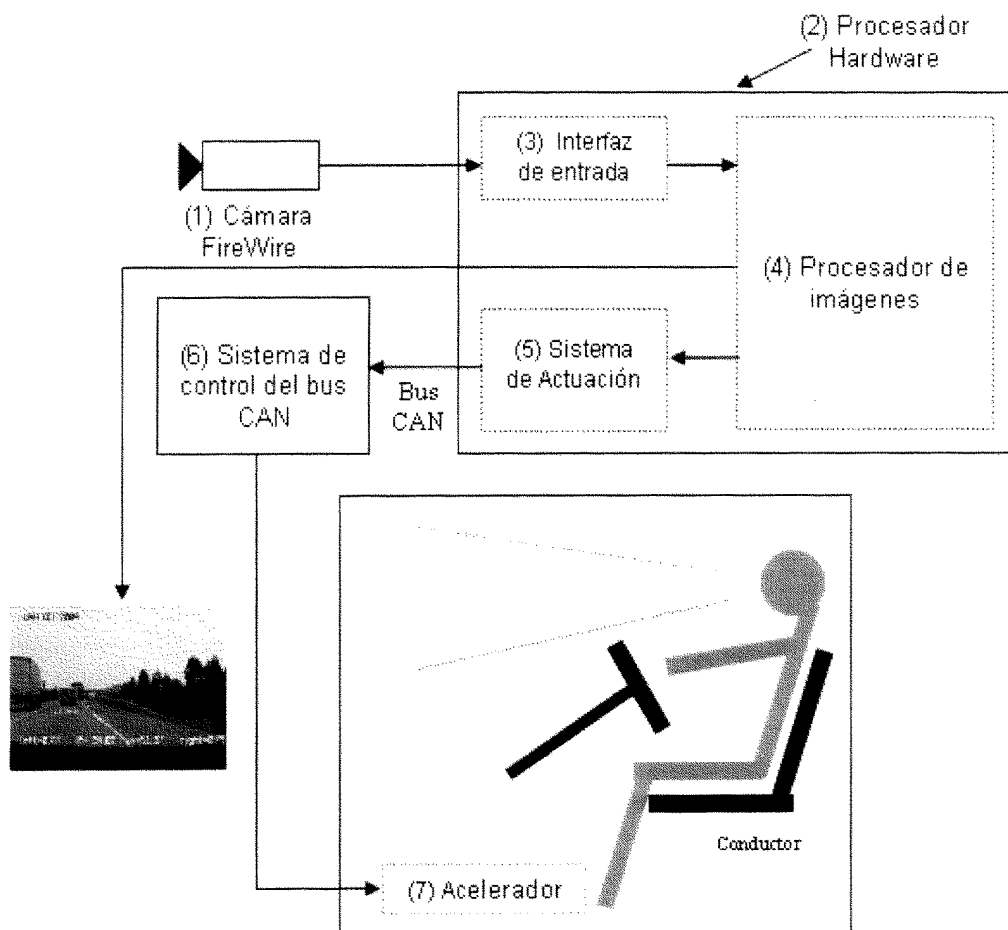 (2) Procesador
Hardware
(3) Interfaz
de entrada
(1) Cámara
FireWire
(4) Procesador de
imágenes
(5) Sistema
de Actuación
(6) Sistema de
control del bus
CAN
Bus
CAN
Conductor
(7) Acelerador